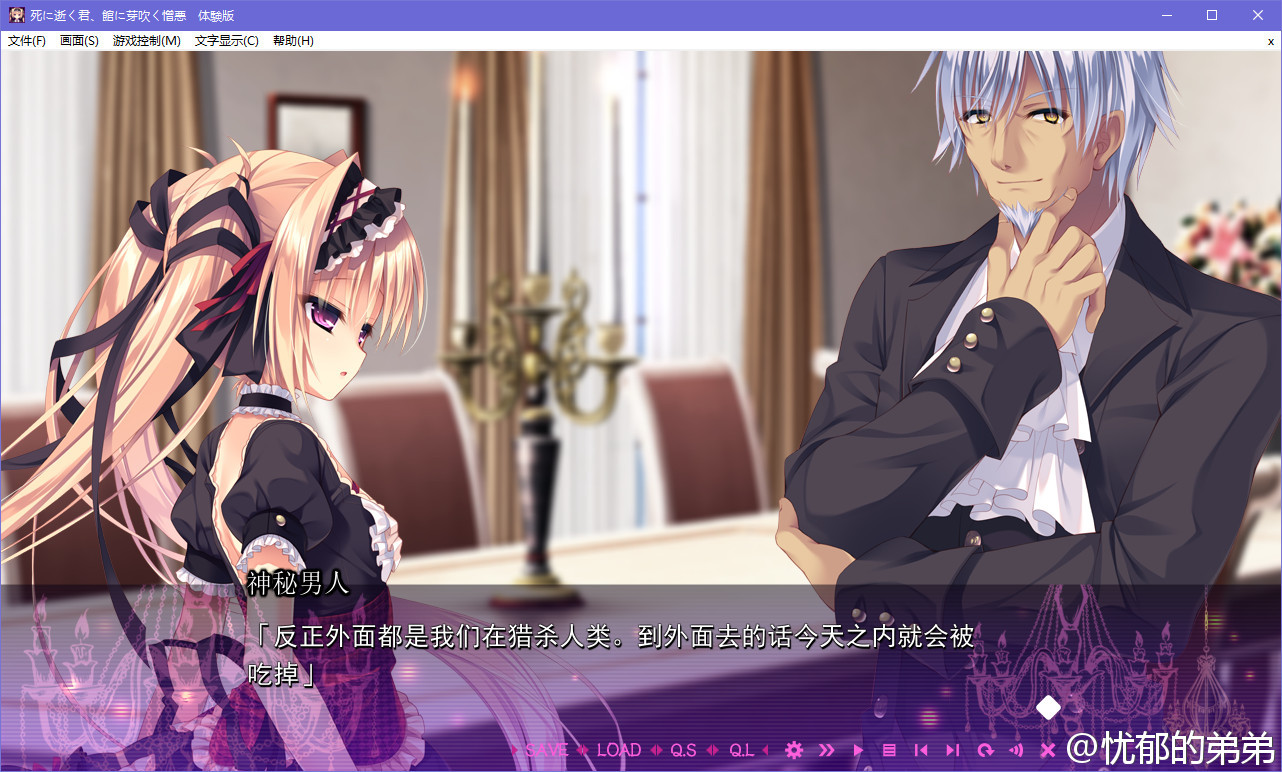 死に逝く君、館に芽吹く憎悪　体験版
文件(F) 画面(S) 游戏控制(M) 文字显示(C) 帮助(H) x
神秘男人
「反正外面都是我们在猎杀人类。到外面去的话今天之内就会被
吃掉」
SAVE LOAD Q.S Q.L
@忧郁的弟弟